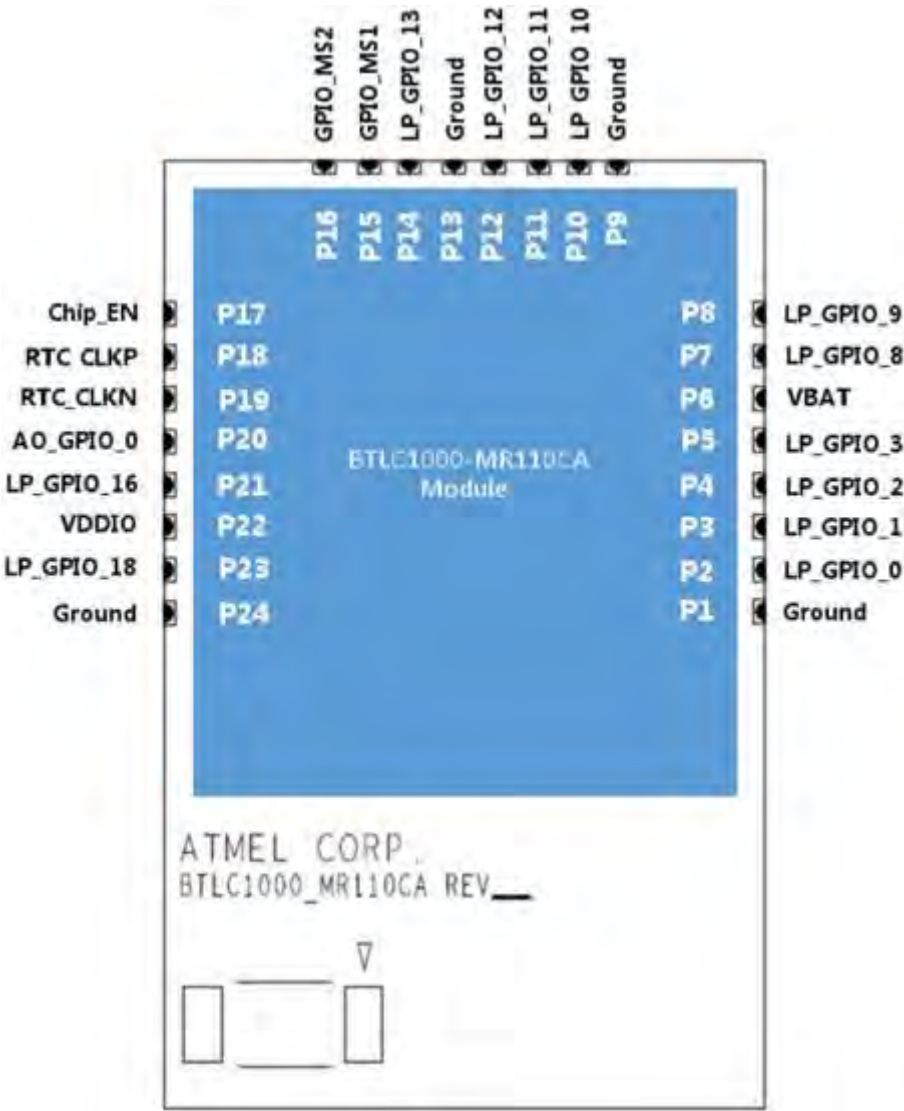 GPIO_MS2
GPIO_MS1
LP_GPIO_13
Ground
LP_GPIO_12
LP_GPIO_11
LP GPIO 10
Ground
P16
P15
P14
P13
P12
P11
P10
P9
Chip_EN P17 P8 LP_GPIO_9
RTC CLKP P18 P7 LP_GPIO_8
RTC_CLKN P19 P6 VBAT
AO_GPIO_0 P20 P5 LP_GPIO_3
LP_GPIO_16 P21 P4 LP_GPIO_2
VDDIO P22 P3 LP_GPIO_1
LP_GPIO_18 P23 P2 LP_GPIO_0
Ground P24 P1 Ground
BTLC1000-MR110CA
Module
ATMEL CORP.
BTLC1000_MR110CA REV__